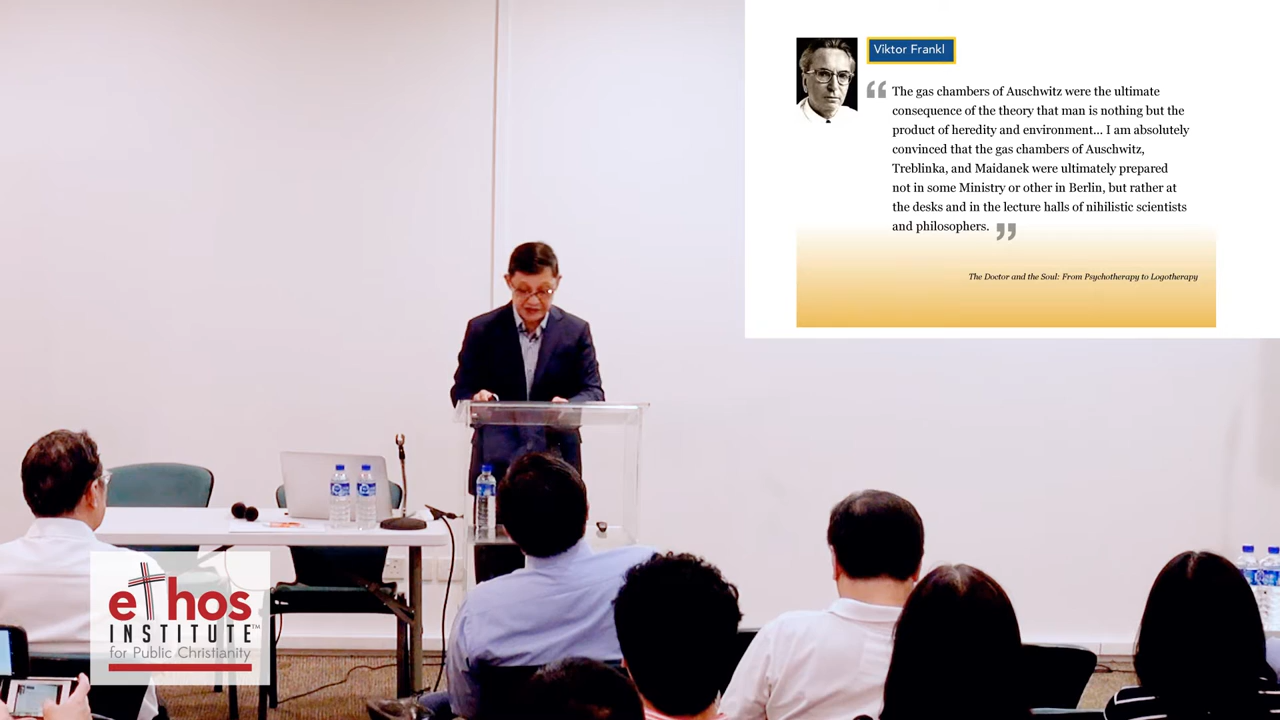 Viktor Frankl
“ The gas chambers of Auschwitz were the ultimate
consequence of the theory that man is nothing but the
product of heredity and environment... I am absolutely
convinced that the gas chambers of Auschwitz,
Treblinka, and Maidanek were ultimately prepared
not in some Ministry or other in Berlin, but rather at
the desks and in the lecture halls of nihilistic scientists
and philosophers. ”
The Doctor and the Soul: From Psychotherapy to Logotherapy
ethos
INSTITUTE™
for Public Christianity